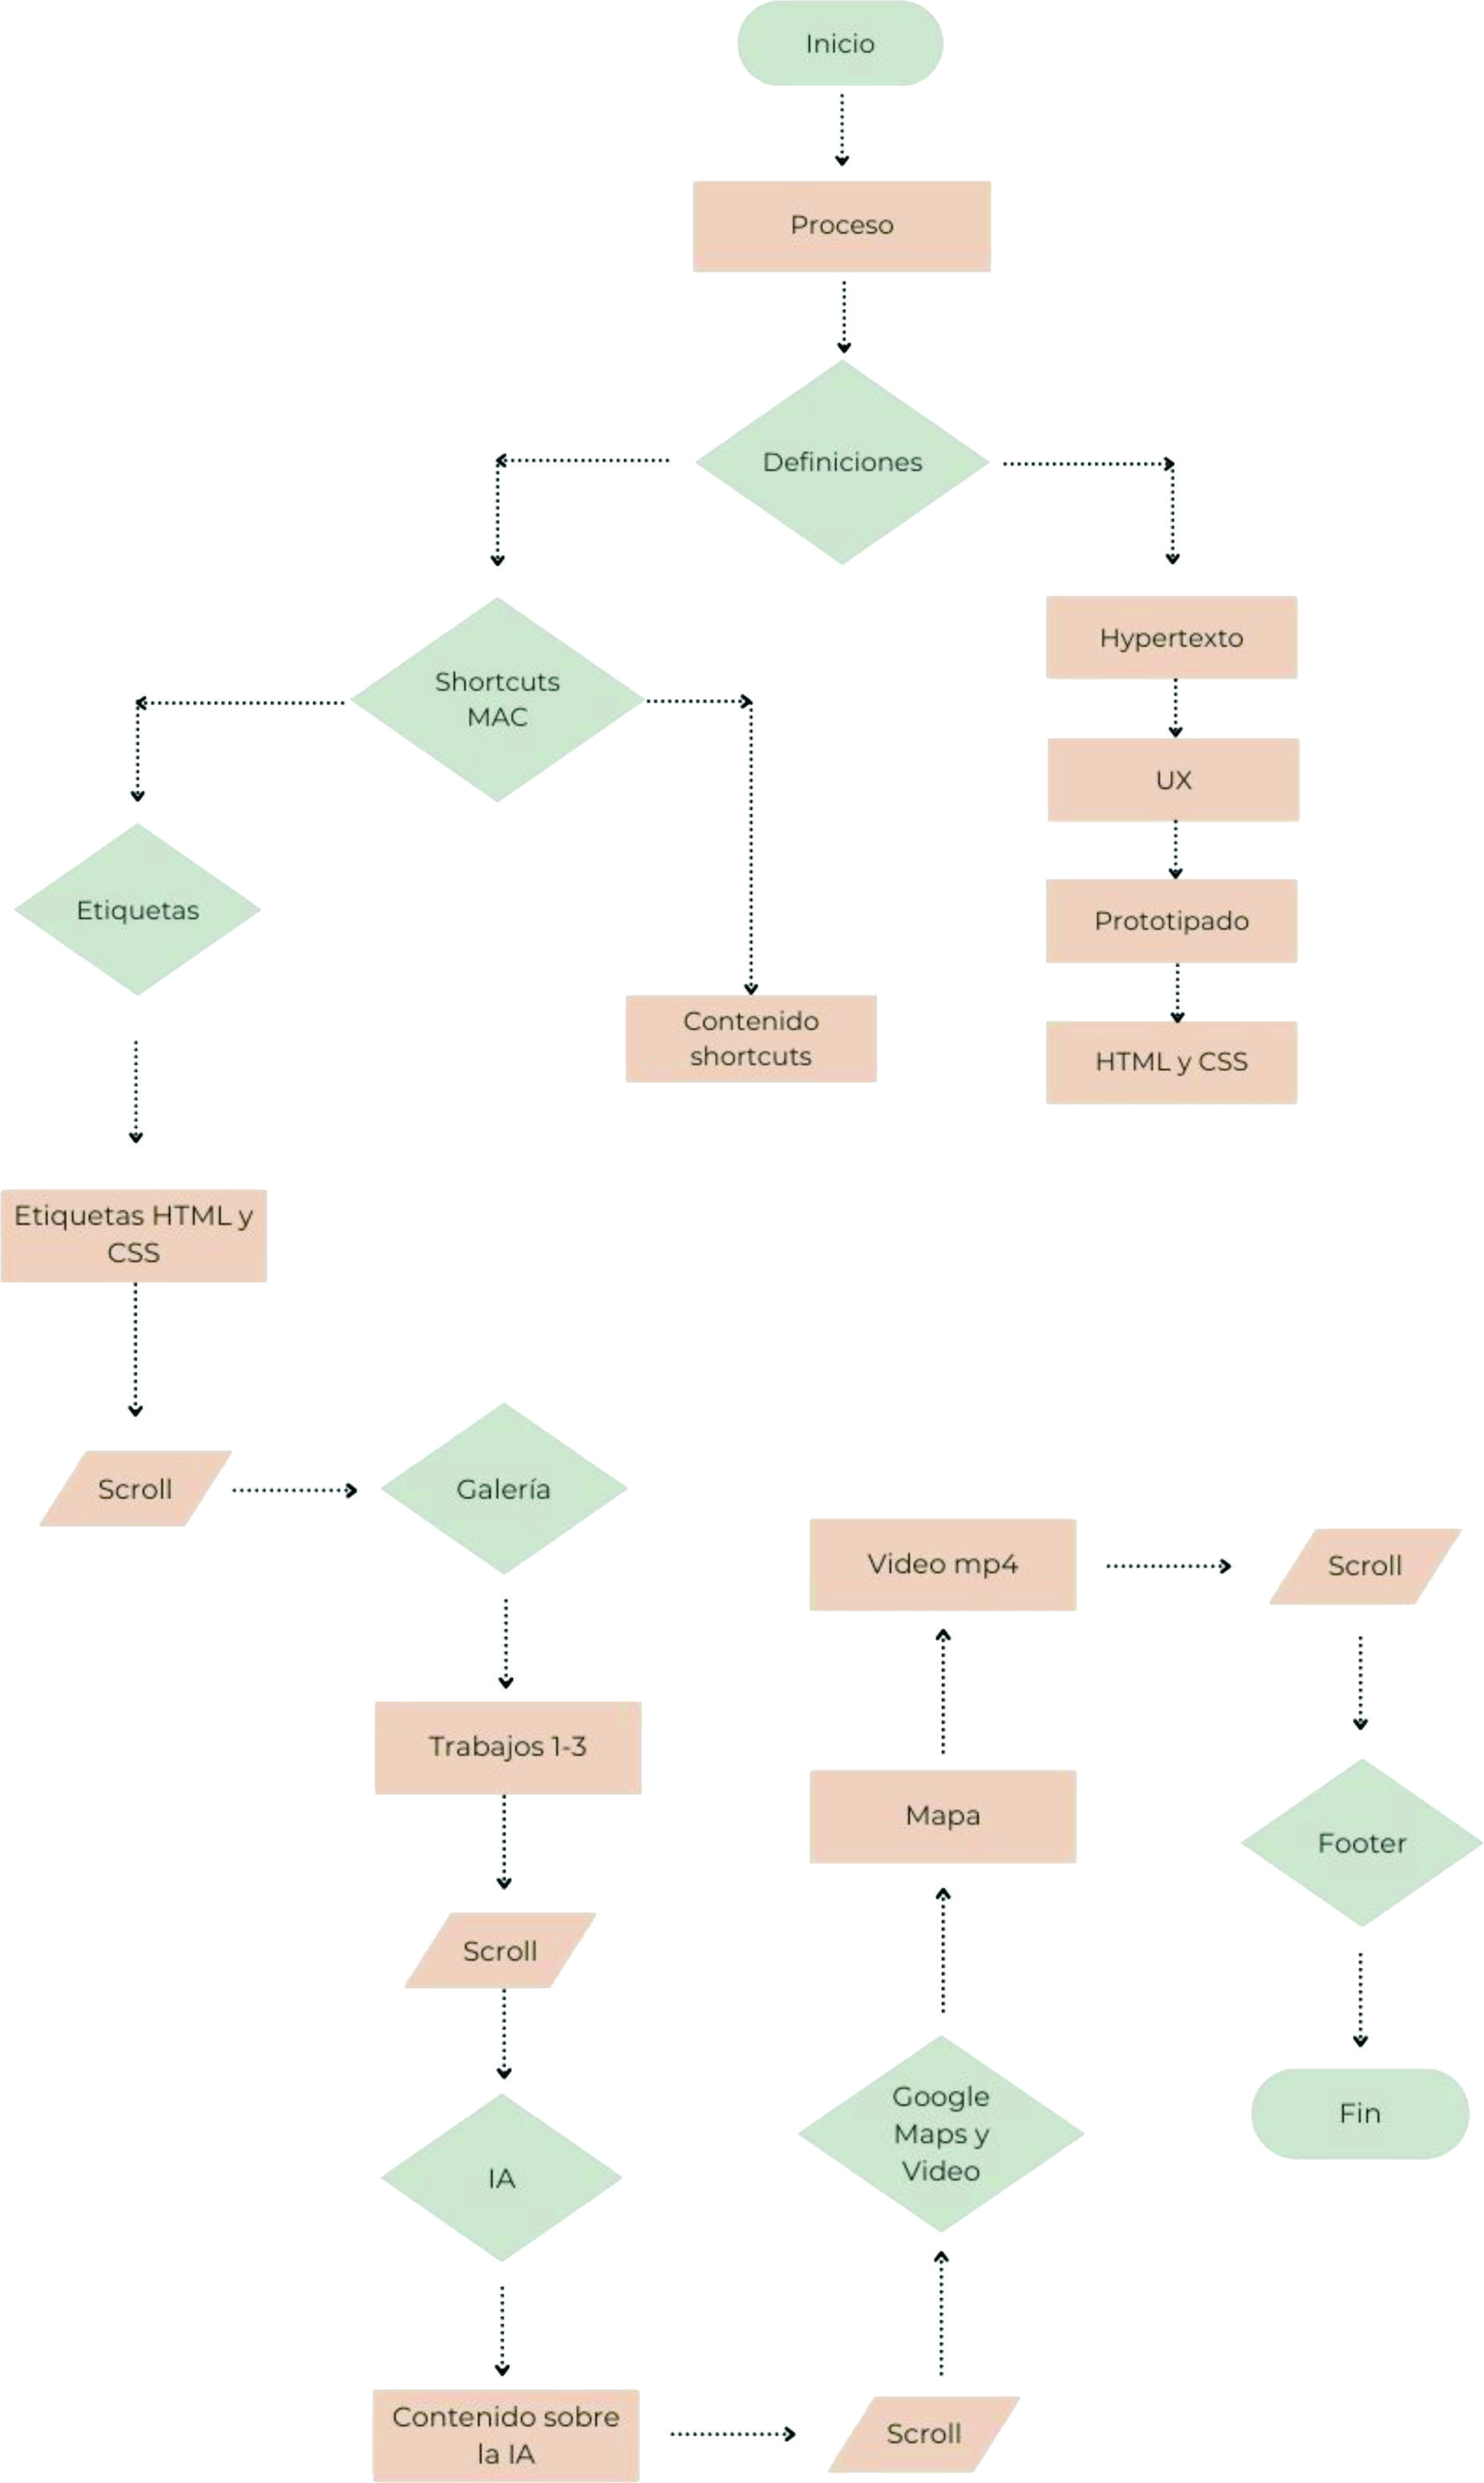 Inicio
Proceso
Definiciones
Shortcuts
MAC
Hypertexto
UX
Prototipado
HTML y CSS
Contenido
shortcuts
Etiquetas
Etiquetas HTML y
CSS
Scroll
Galería
Trabajos 1-3
Scroll
IA
Contenido sobre
la IA
Scroll
Google
Maps y
Video
Mapa
Video mp4
Scroll
Footer
Fin